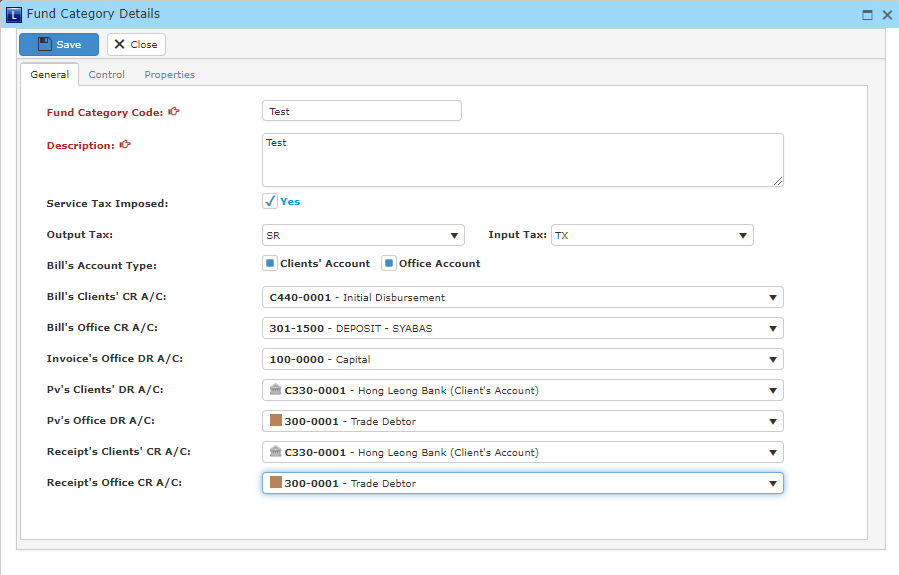 L Fund Category Details
Save Close
General Control Properties
Fund Category Code: Test
Description: Test
Service Tax Imposed: Yes
Output Tax: SR Input Tax: TX
Bill's Account Type: Clients' Account Office Account
Bill's Clients' CR A/C: C440-0001 - Initial Disbursement
Bill's Office CR A/C: 301-1500 - DEPOSIT - SYABAS
Invoice's Office DR A/C: 100-0000 - Capital
Pv's Clients' DR A/C: C330-0001 - Hong Leong Bank (Client's Account)
Pv's Office DR A/C: 300-0001 - Trade Debtor
Receipt's Clients' CR A/C: C330-0001 - Hong Leong Bank (Client's Account)
Receipt's Office CR A/C: 300-0001 - Trade Debtor